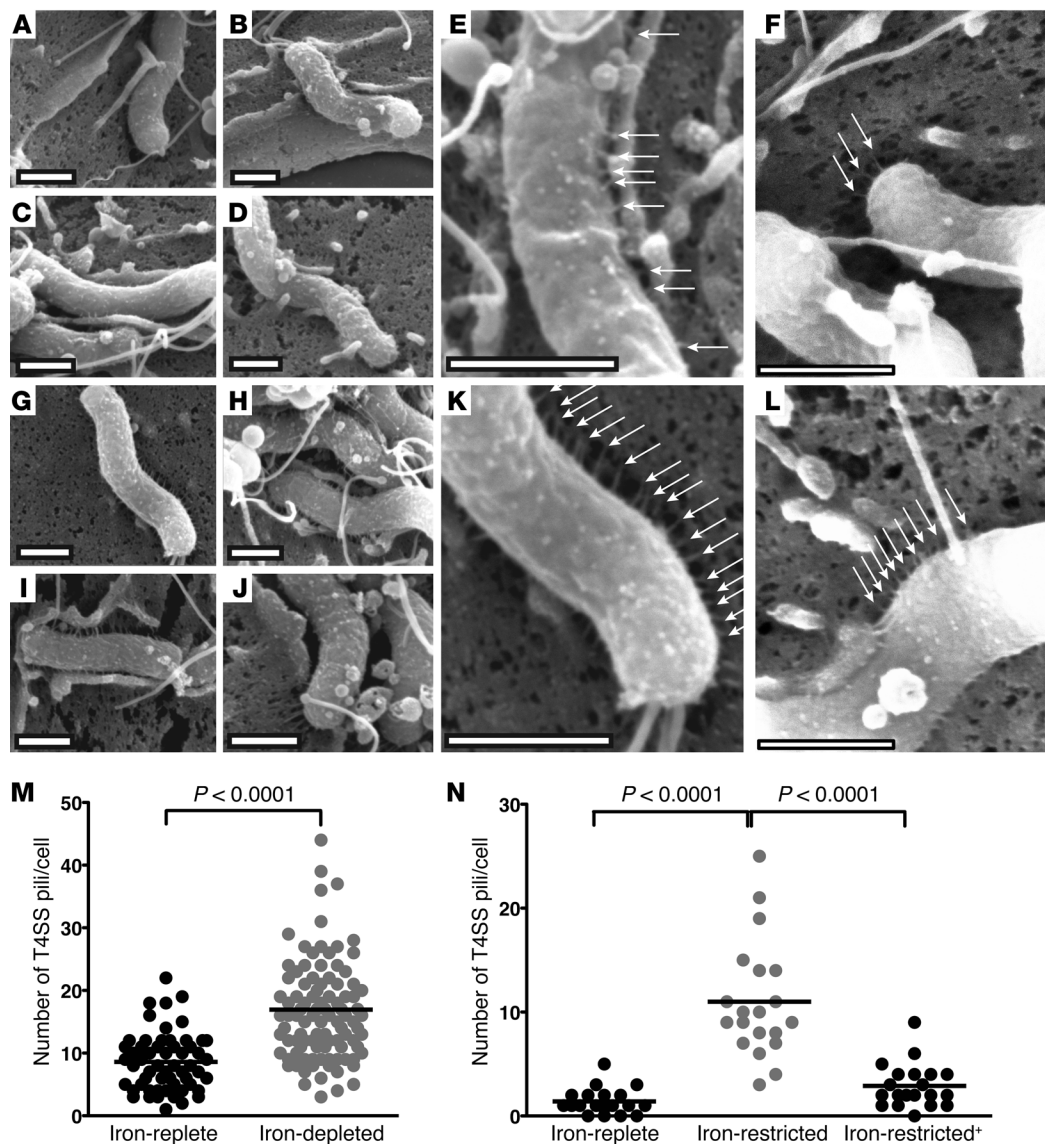 A
B
E
F
C
D
G
H
K
L
I
J
M
P < 0.0001
50
40
30
20
10
0
Number of T4SS pili/cell
Iron-replete
Iron-depleted
N
P < 0.0001
P < 0.0001
30
20
10
0
Number of T4SS pili/cell
Iron-replete
Iron-restricted
Iron-restricted⁺